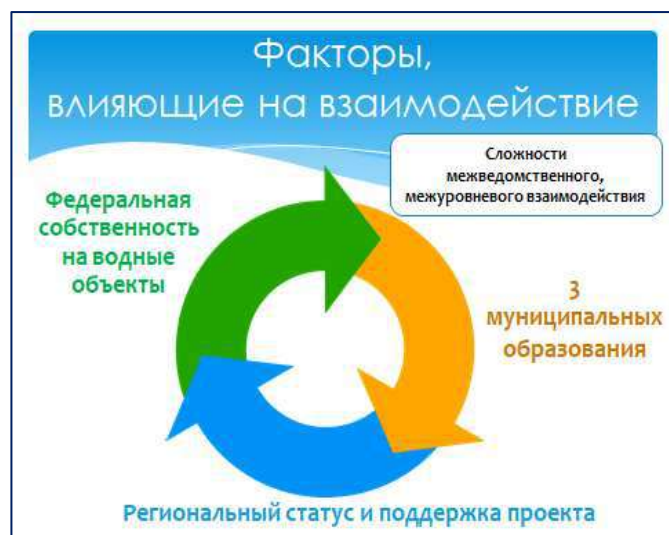 Факторы,
влияющие на взаимодействие
Сложности
межведомственного,
межуровневого взаимодействия
Федеральная
собственность
на водные
объекты
3
муниципальных
образования
Региональный статус и поддержка проекта